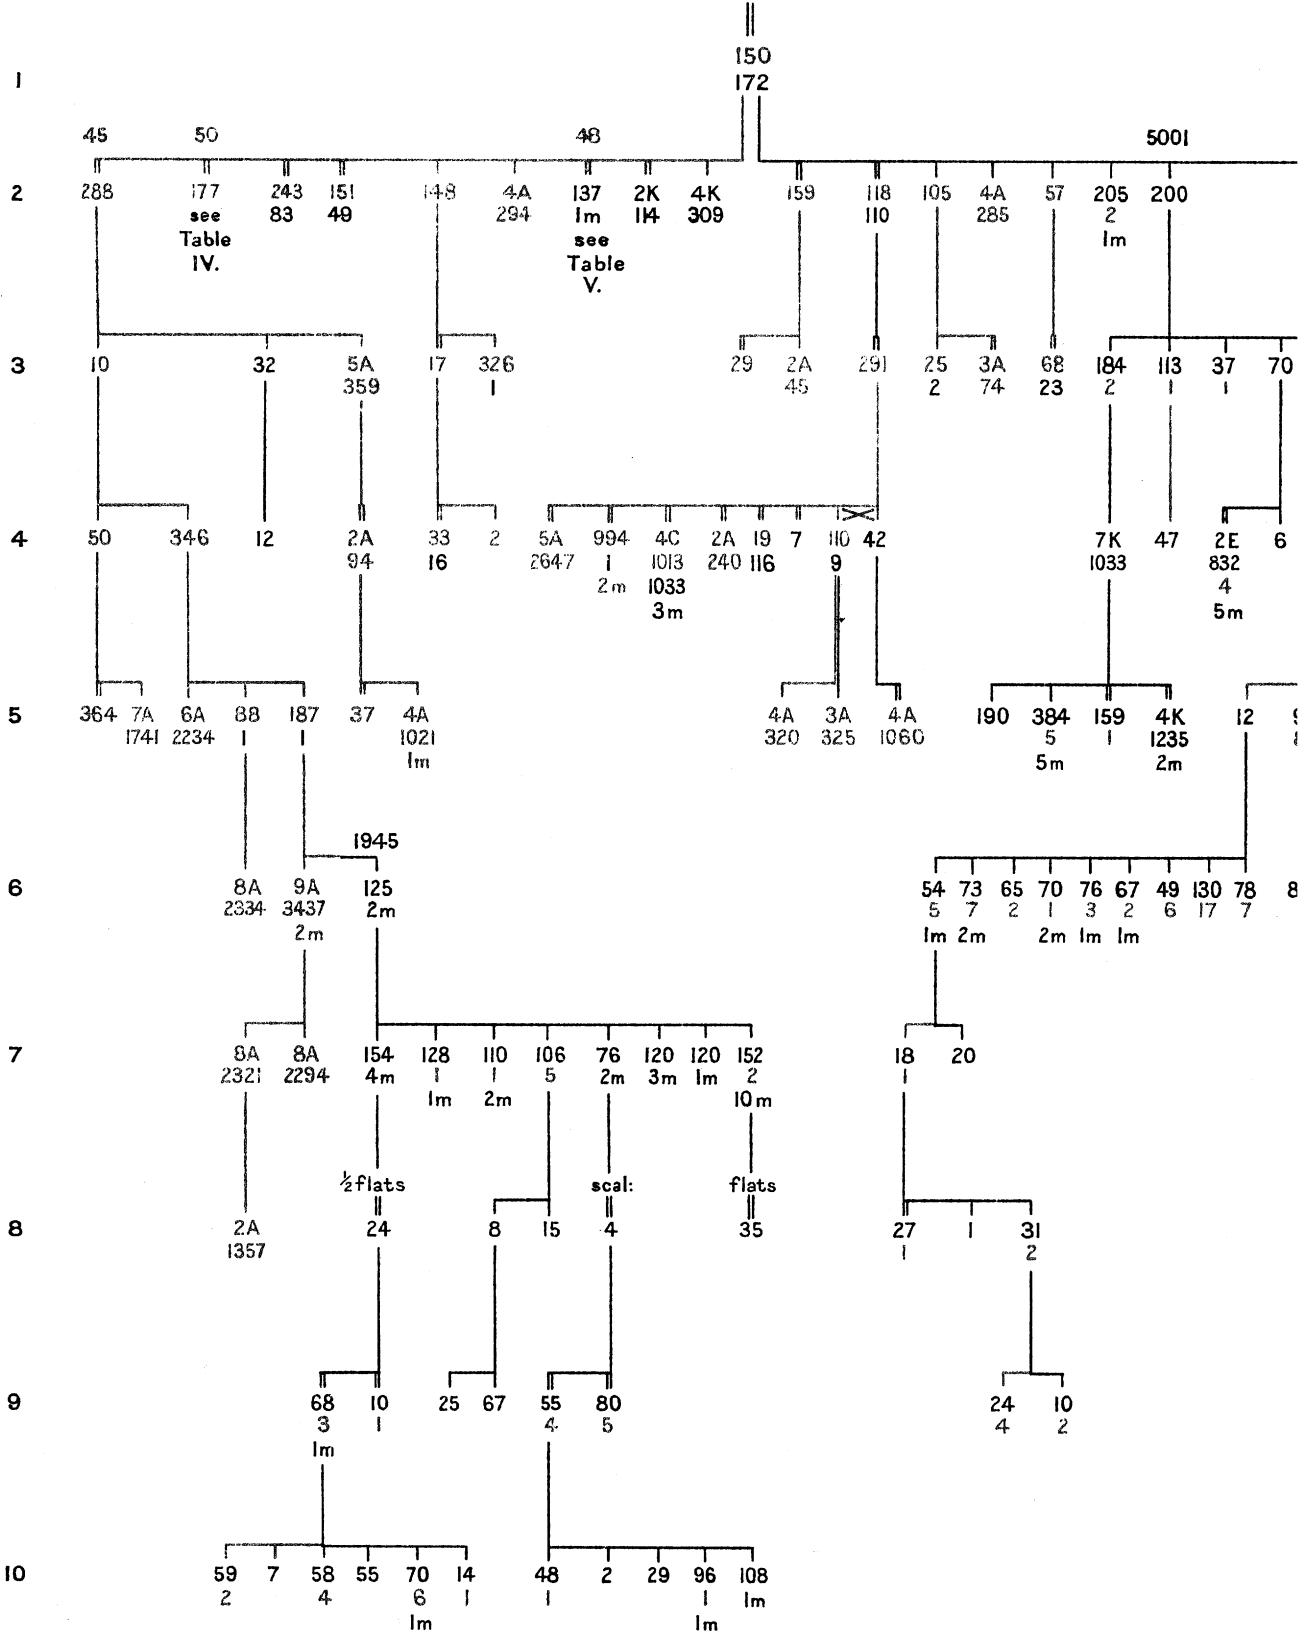 150
1 172
45 50 48 5001
2 288 177 243 151 148 4A 137 2K 4K 159 118 105 4A 57 205 200
see 83 49 294 1m 114 309 110 285 2
Table see 1m
IV. Table
V.
3 10 32 5A 17 326 29 2A 291 25 3A 68 184 113 37 70
359 1 45 2 74 23 2 1 1
4 50 346 12 2A 33 2 5A 994 4C 2A 19 7 110 42 7K 47 2E 6
94 16 2647 1 1013 240 116 9 1033 832
2m 1033 4
3m 5m
5 364 7A 6A 88 187 37 4A 4A 3A 4A 190 384 159 4K 12
1741 2234 1 1 1021 320 325 1060 5 1 1235
1m 5m 2m
1945
6 8A 9A 125 54 73 65 70 76 67 49 130 78 8
2334 3437 2m 5 7 2 1 3 2 6 17 7
2m 1m 2m 2m 1m 1m
7 8A 8A 154 128 110 106 76 120 120 152 18 20
2321 2294 4m 1 1 5 2m 3m 1m 2 1
1m 2m 10m
½flats scal: flats
8 2A 24 8 15 4 35 27 1 31
1357 1 2
9 68 10 25 67 55 80 24 10
3 1 4 5 4 2
1m
10 59 7 58 55 70 14 48 2 29 96 108
2 4 6 1 1 1 1m
1m 1m